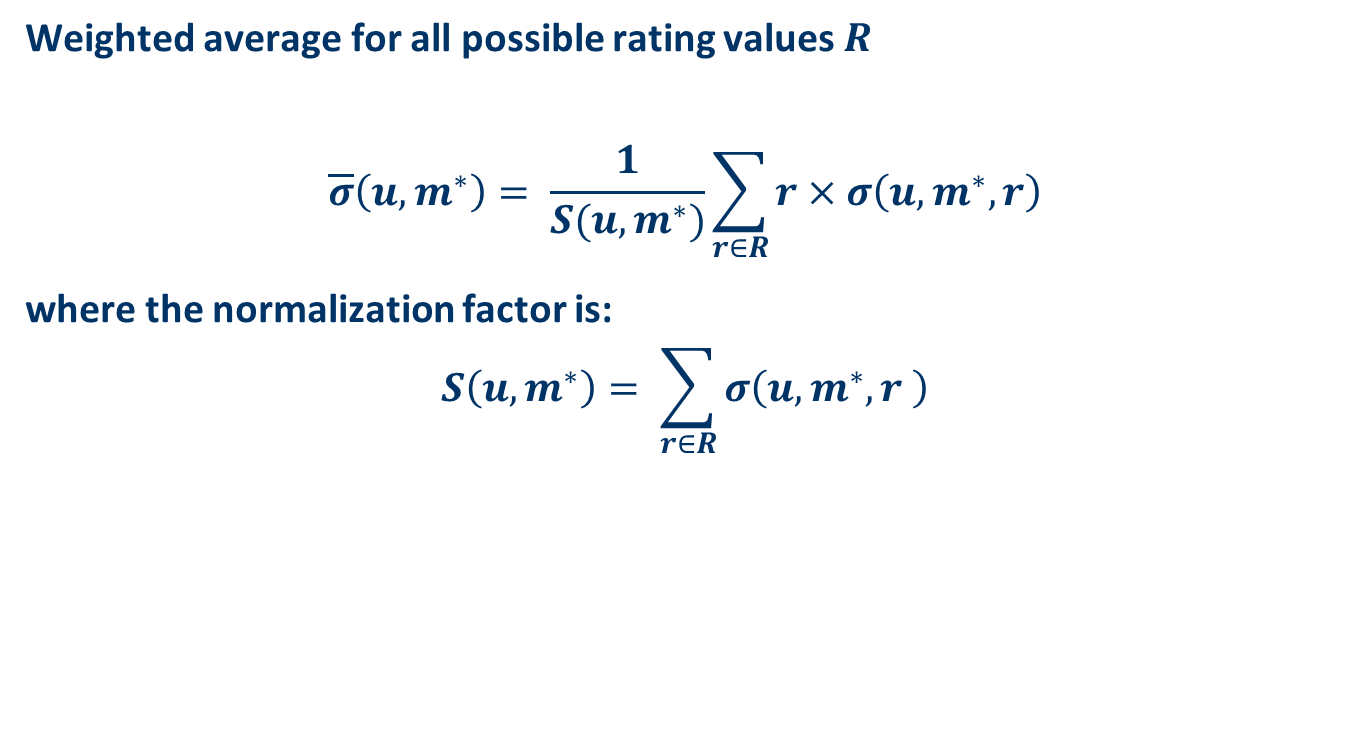 Weighted average for all possible rating values R
σ̅(u, m*) = 1/S(u, m*) ∑_{r∈R} r × σ(u, m*, r)
where the normalization factor is:
S(u, m*) = ∑_{r∈R} σ(u, m*, r )